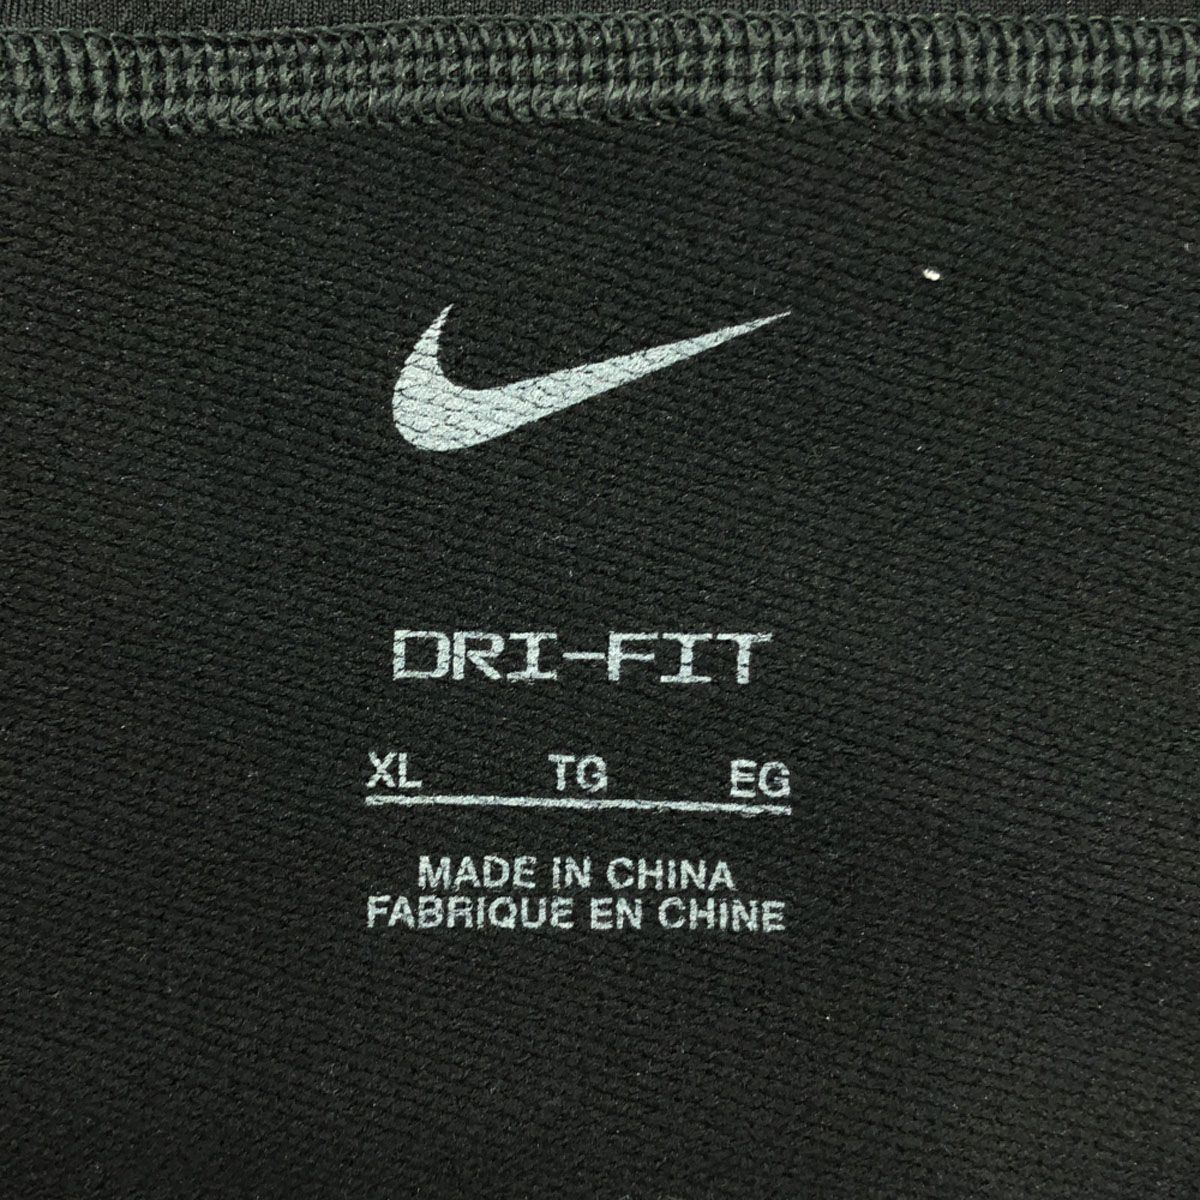 DRI-FIT
XL TG EG
MADE IN CHINA
FABRIQUE EN CHINE